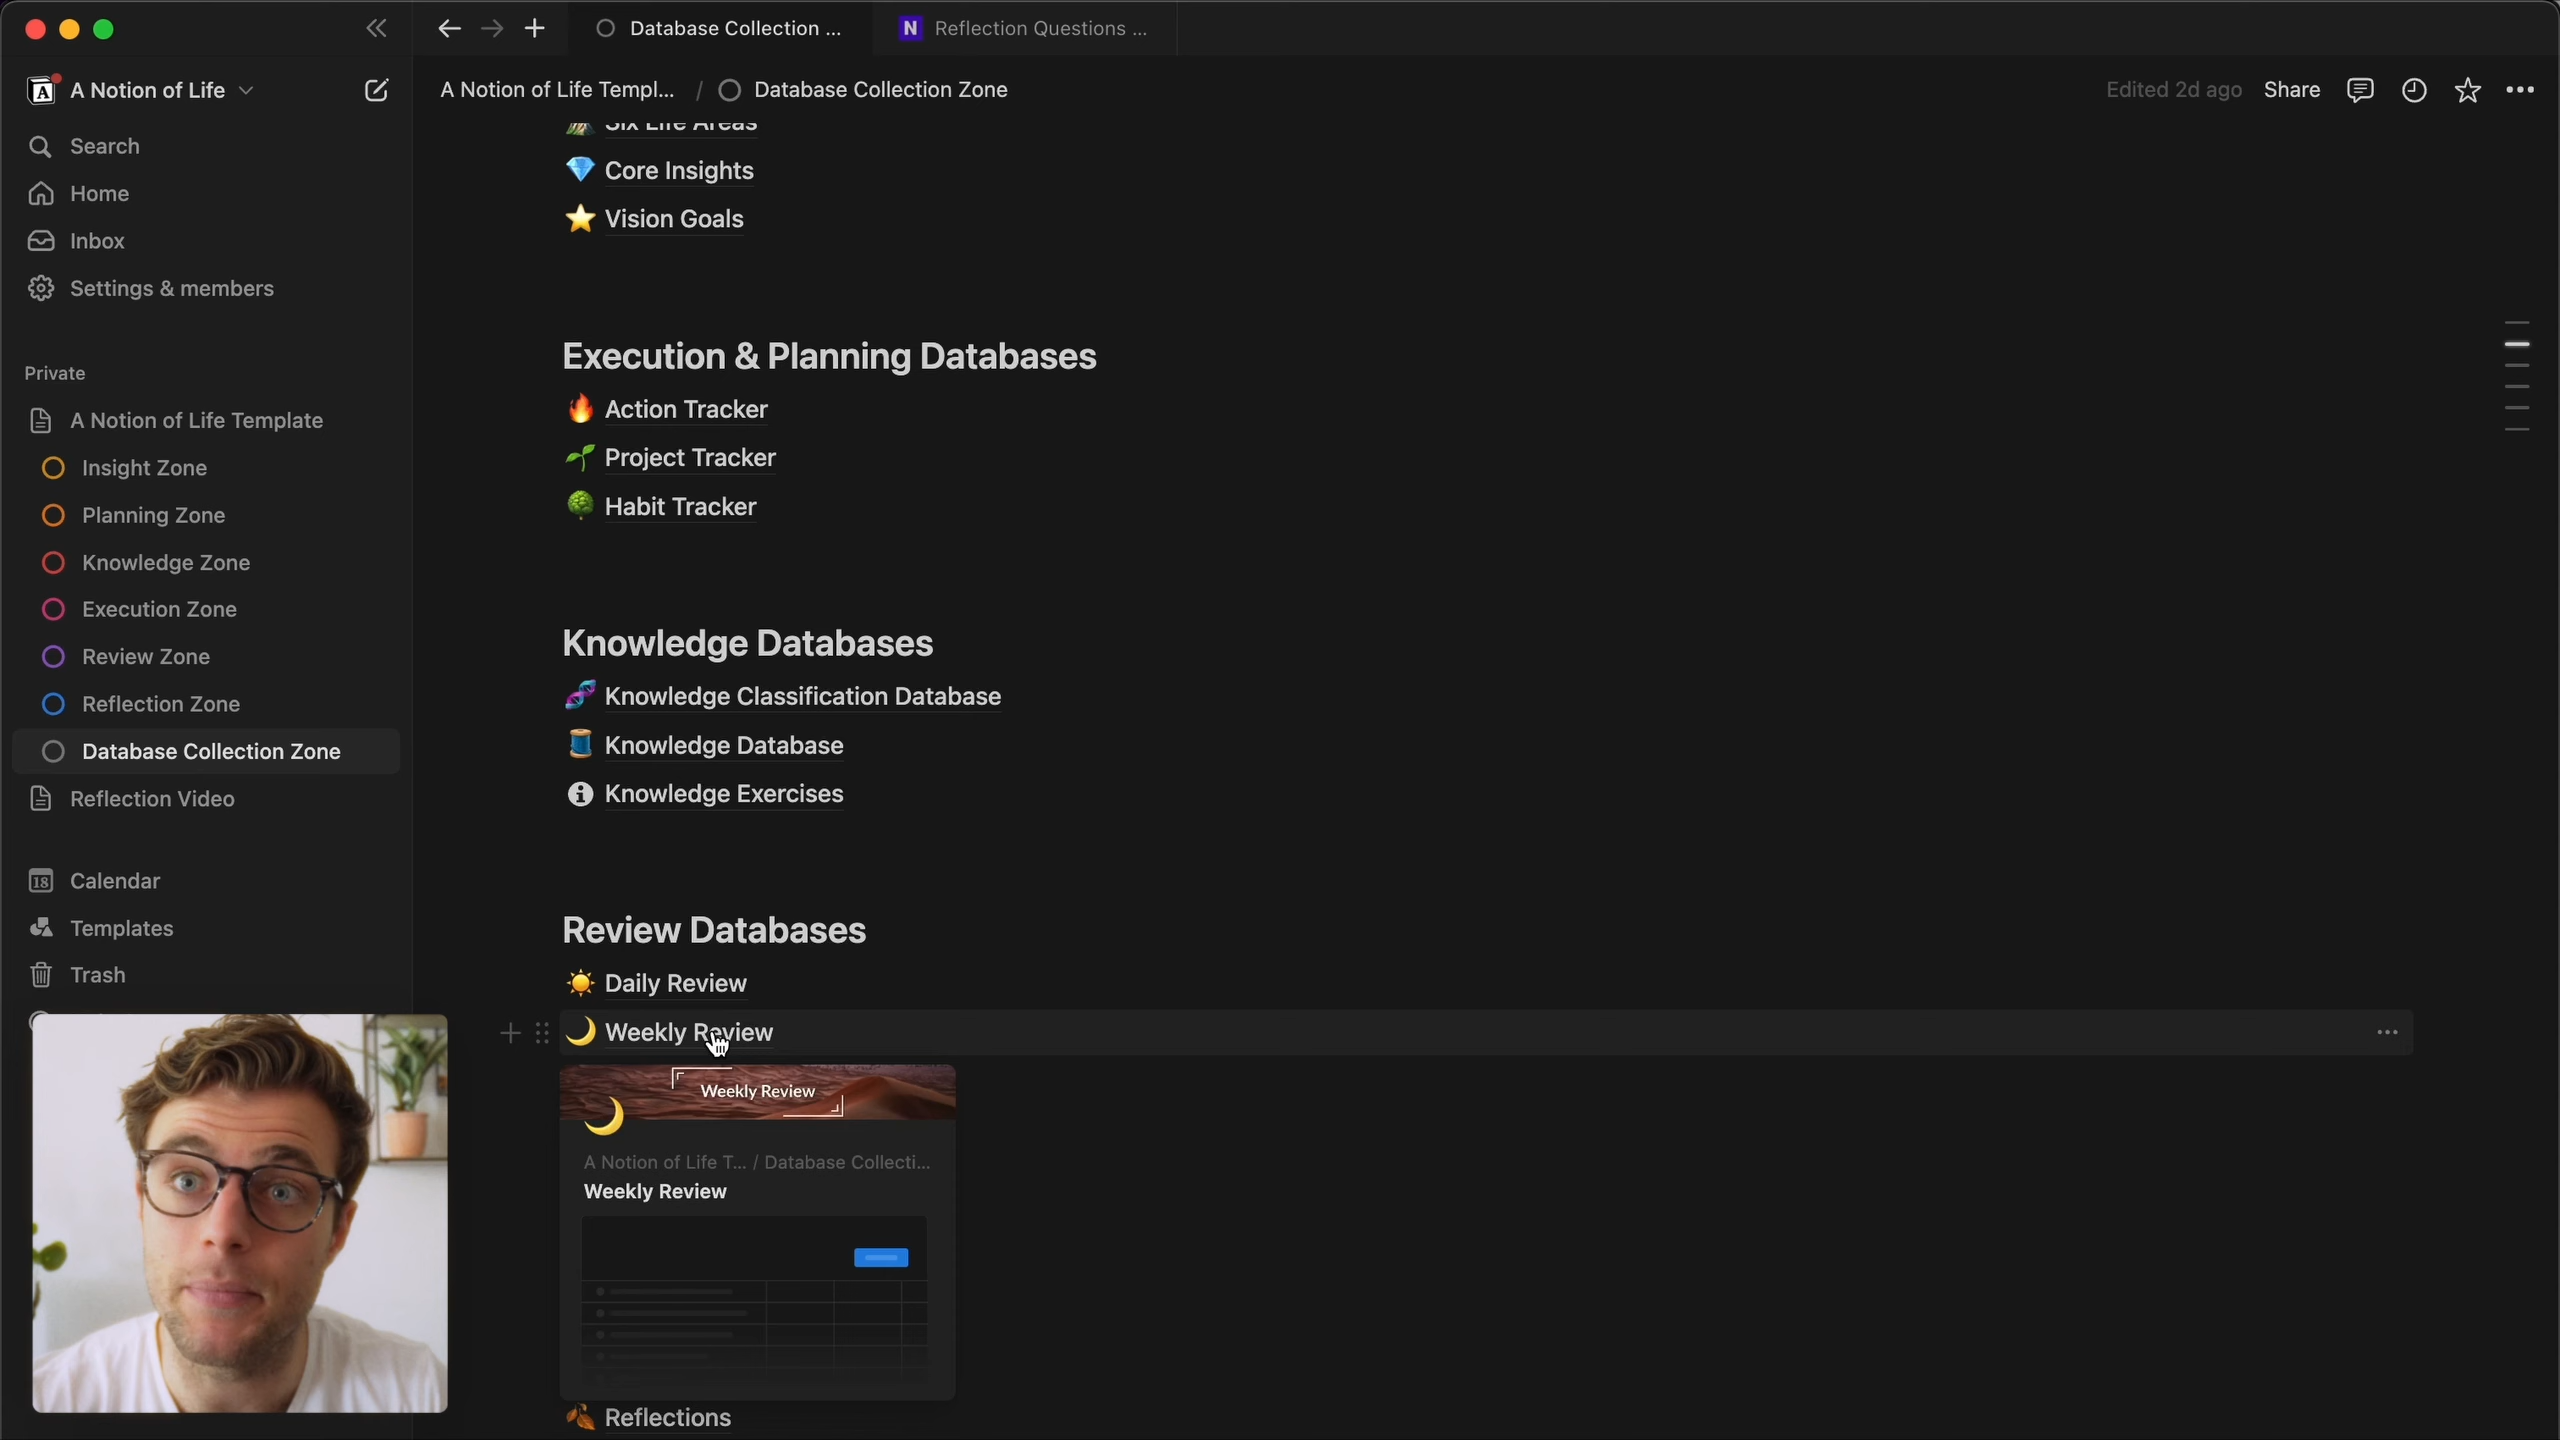 Database Collection ...
N Reflection Questions ...
A Notion of Life
A Notion of Life Templ... / Database Collection Zone
Edited 2d ago Share
Search
Home
Inbox
Settings & members
Private
A Notion of Life Template
Insight Zone
Planning Zone
Knowledge Zone
Execution Zone
Review Zone
Reflection Zone
Database Collection Zone
Reflection Video
18 Calendar
Templates
Trash
Six Life Areas
Core Insights
Vision Goals
Execution & Planning Databases
Action Tracker
Project Tracker
Habit Tracker
Knowledge Databases
Knowledge Classification Database
Knowledge Database
Knowledge Exercises
Review Databases
Daily Review
Weekly Review
Weekly Review
A Notion of Life T... / Database Collecti...
Weekly Review
Reflections